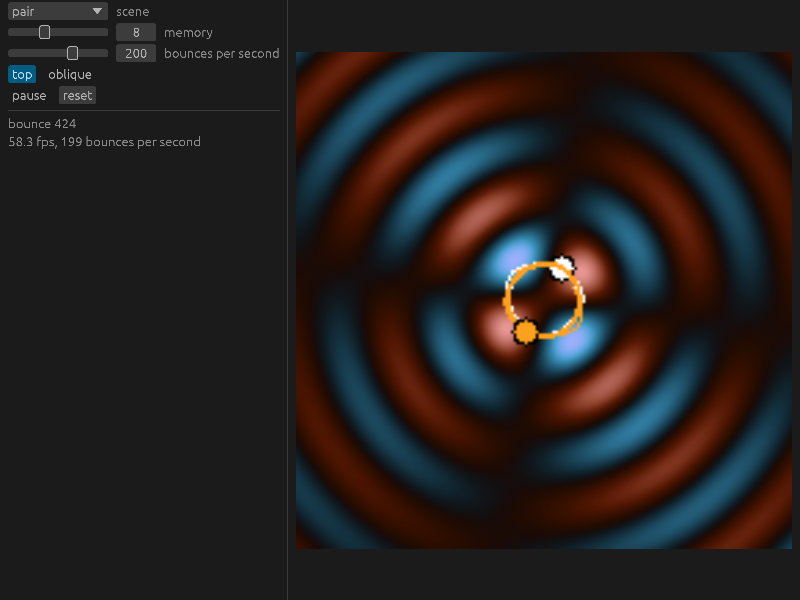 pair scene
8 memory
200 bounces per second
top oblique
pause reset
bounce 424
58.3 fps, 199 bounces per second